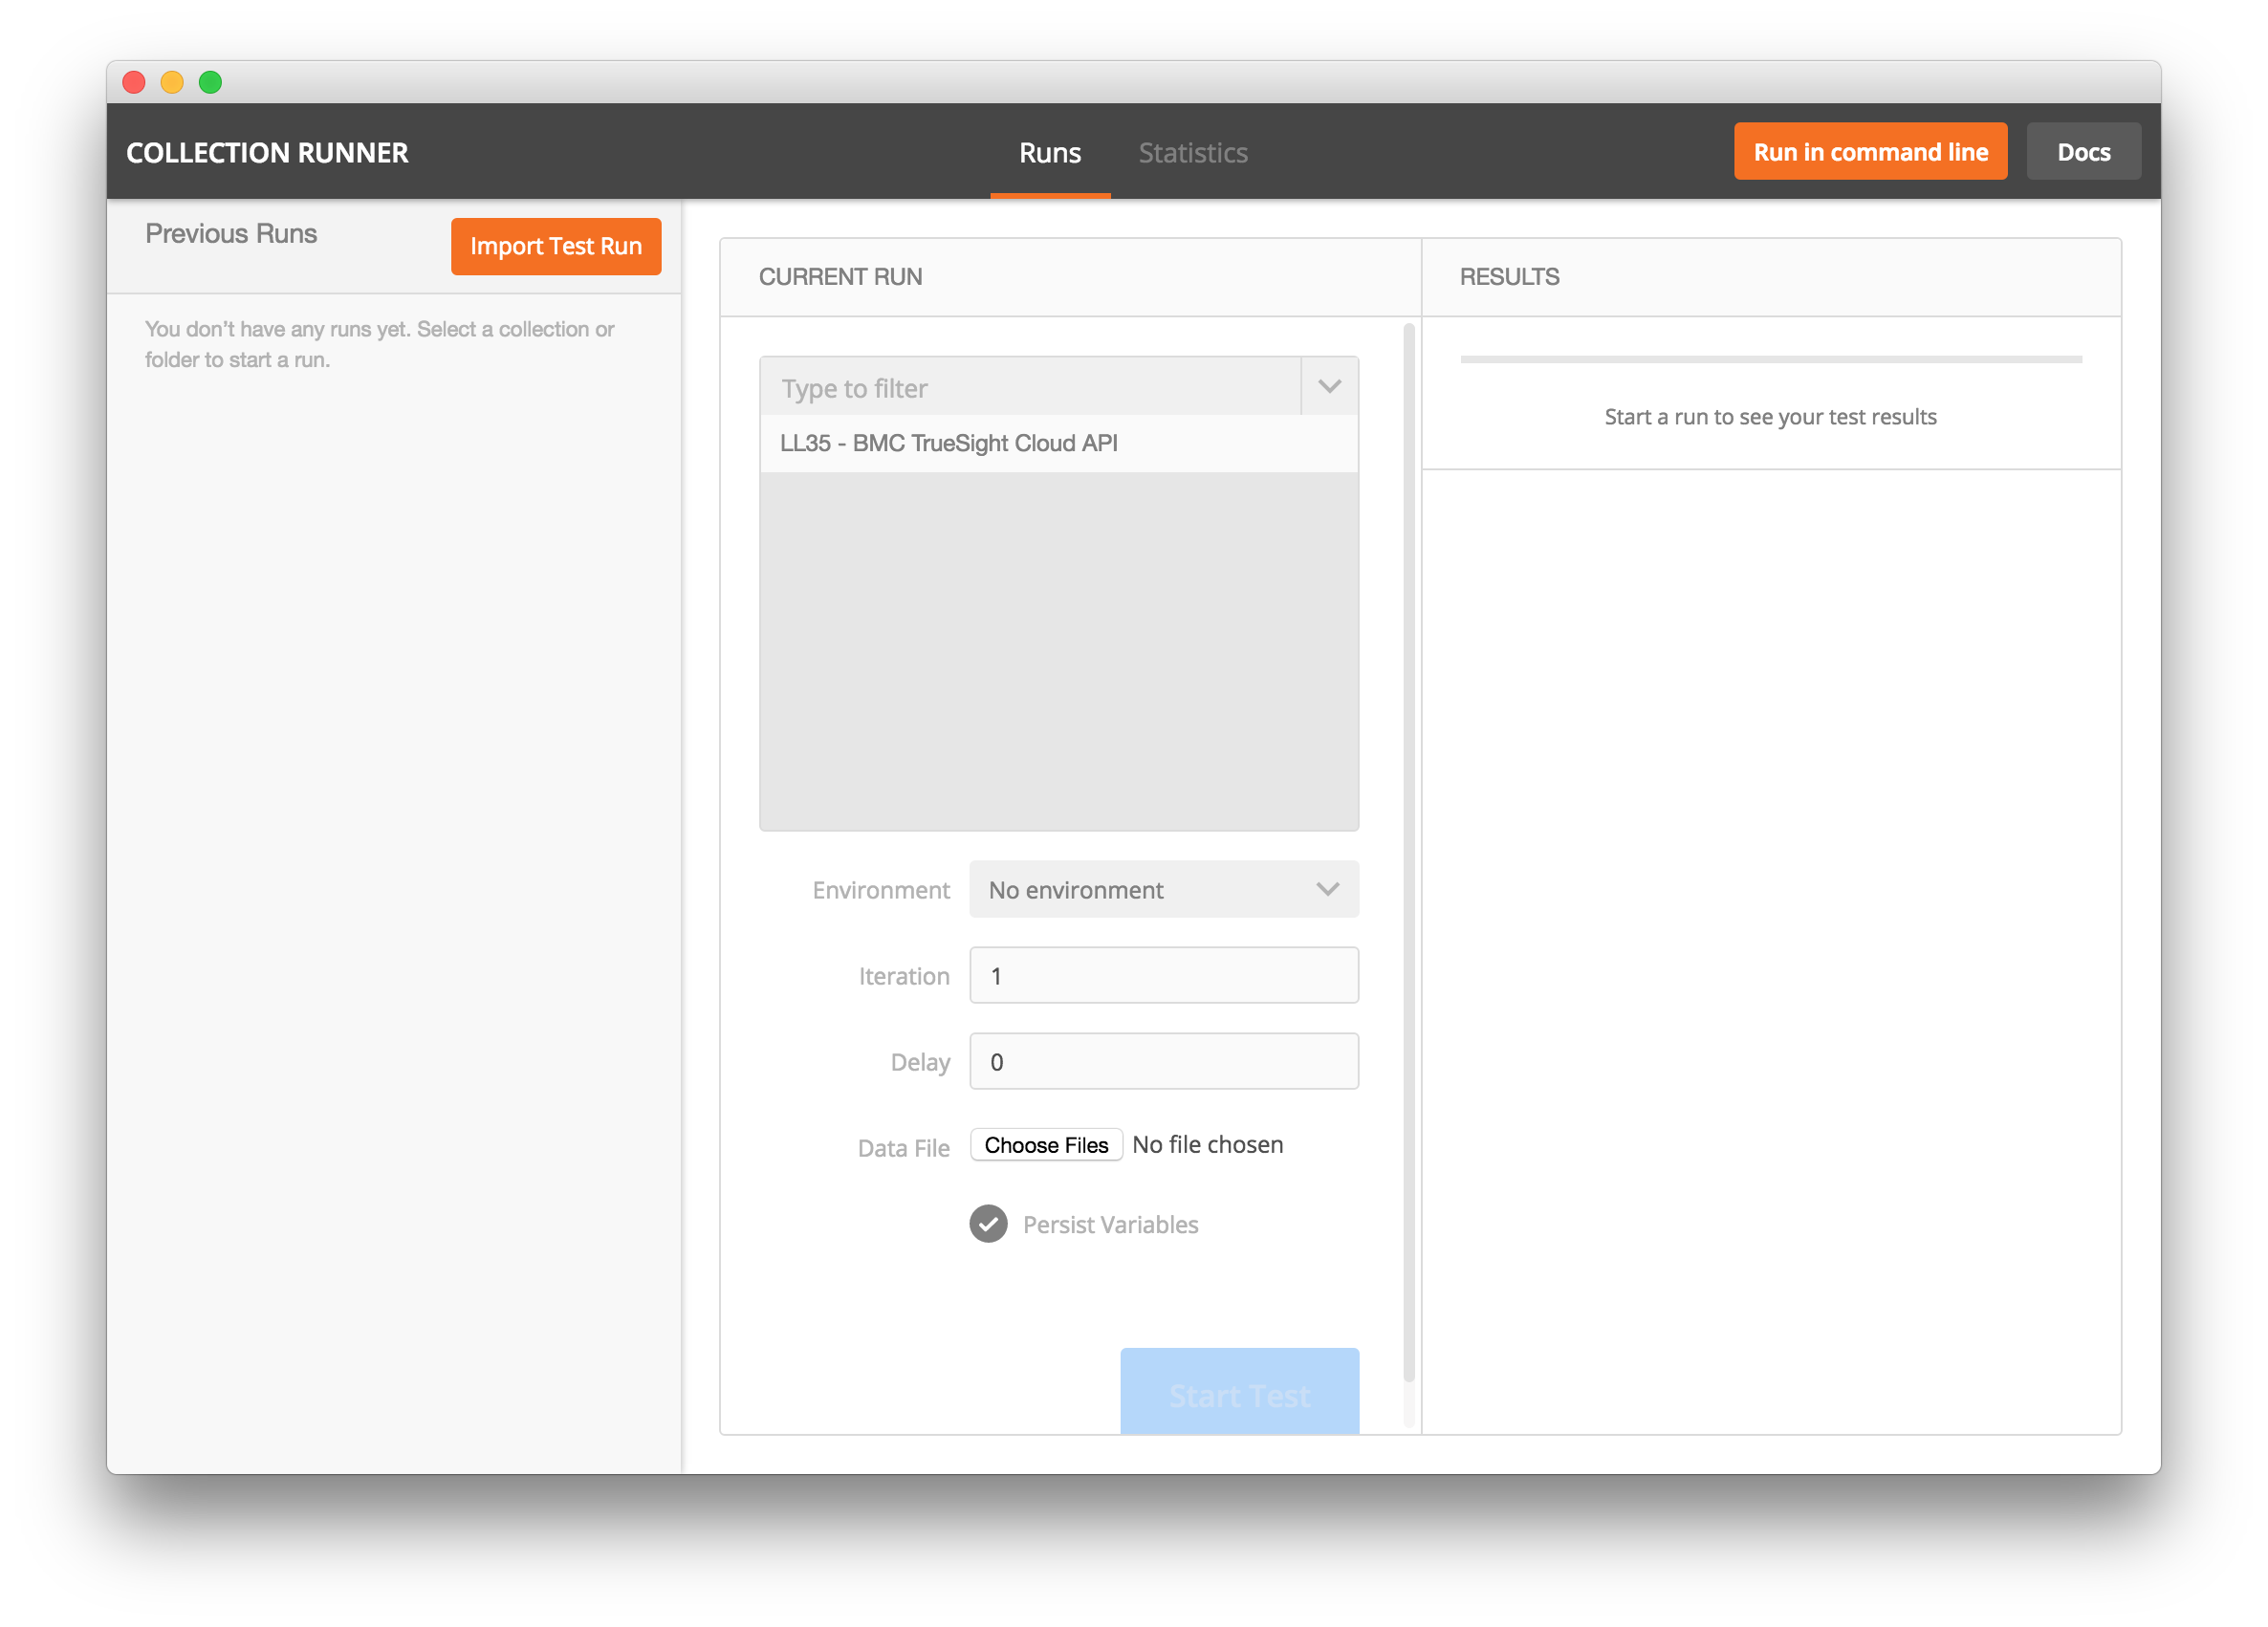 COLLECTION RUNNER
Runs
Statistics
Run in command line
Docs
Previous Runs
Import Test Run
You don't have any runs yet. Select a collection or
folder to start a run.
CURRENT RUN
Type to filter
LL35 - BMC TrueSight Cloud API
Environment
No environment
Iteration
1
Delay
0
Data File
Choose Files
No file chosen
Persist Variables
Start Test
RESULTS
Start a run to see your test results